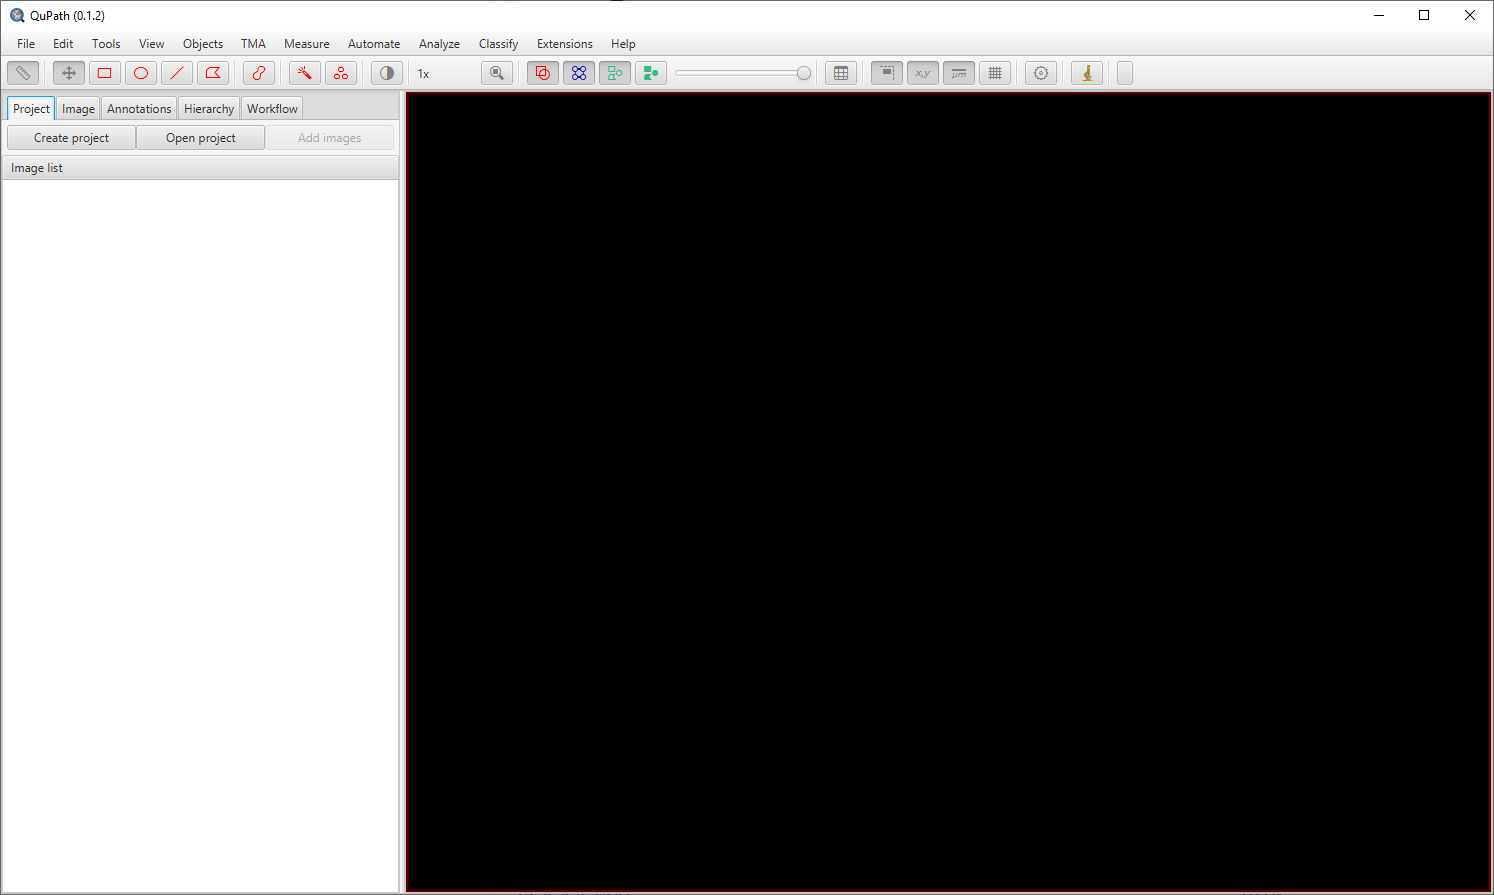 QuPath (0.1.2)
File Edit Tools View Objects TMA Measure Automate Analyze Classify Extensions Help
1x x,y μm
Project Image Annotations Hierarchy Workflow
Create project Open project Add images
Image list